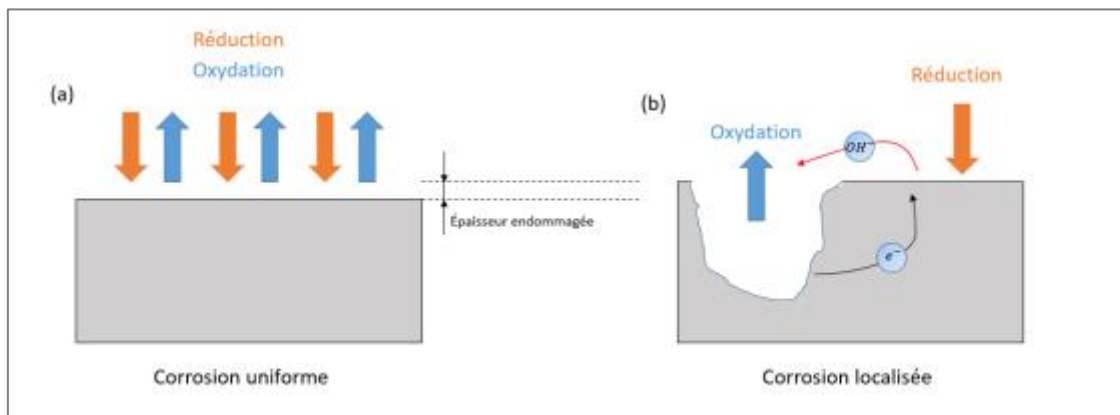 Réduction
Oxydation
(a)
Épaisseur endommagée
Corrosion uniforme
(b)
Réduction
Oxydation
OH⁻
e⁻
Corrosion localisée